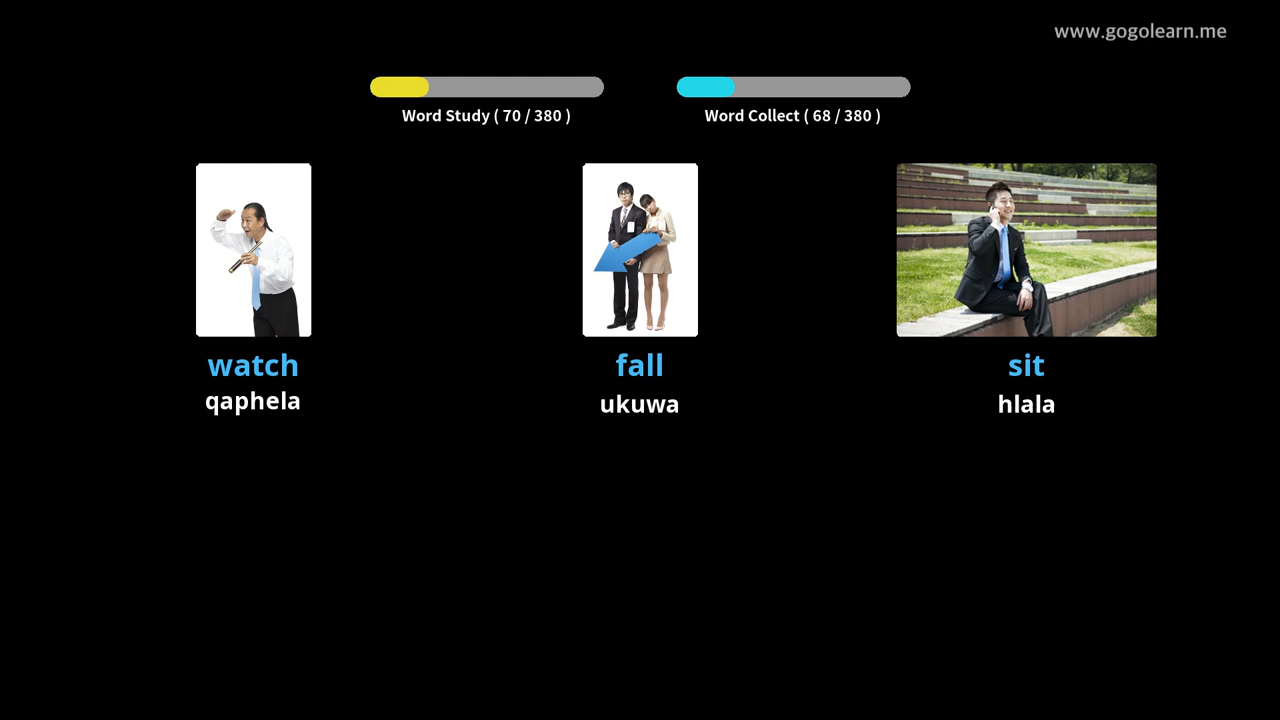 www.gogolearn.me
Word Study ( 70 / 380 )
Word Collect ( 68 / 380 )
watch
qaphela
fall
ukuwa
sit
hlala